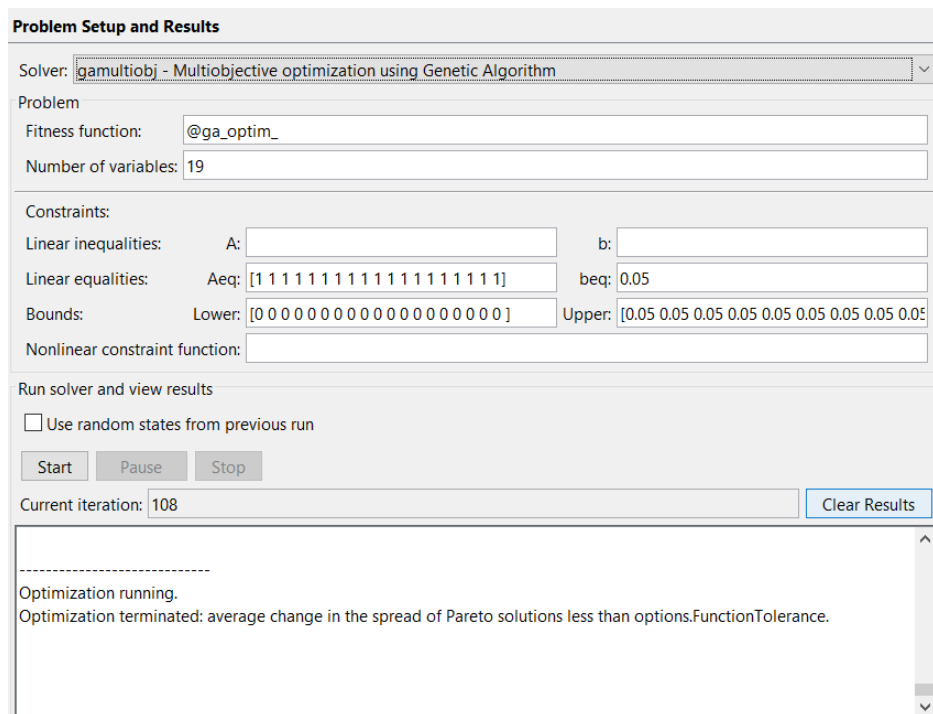 Problem Setup and Results
Solver: gamultiobj - Multiobjective optimization using Genetic Algorithm
Problem
Fitness function: @ga_optim_
Number of variables: 19
Constraints:
Linear inequalities: A: b:
Linear equalities: Aeq: [1 1 1 1 1 1 1 1 1 1 1 1 1 1 1 1 1 1 1] beq: 0.05
Bounds: Lower: [0 0 0 0 0 0 0 0 0 0 0 0 0 0 0 0 0 0 0 ] Upper: [0.05 0.05 0.05 0.05 0.05 0.05 0.05 0.05 0.05
Nonlinear constraint function:
Run solver and view results
Use random states from previous run
Start Pause Stop
Current iteration: 108 Clear Results
-----------------------------
Optimization running.
Optimization terminated: average change in the spread of Pareto solutions less than options.FunctionTolerance.